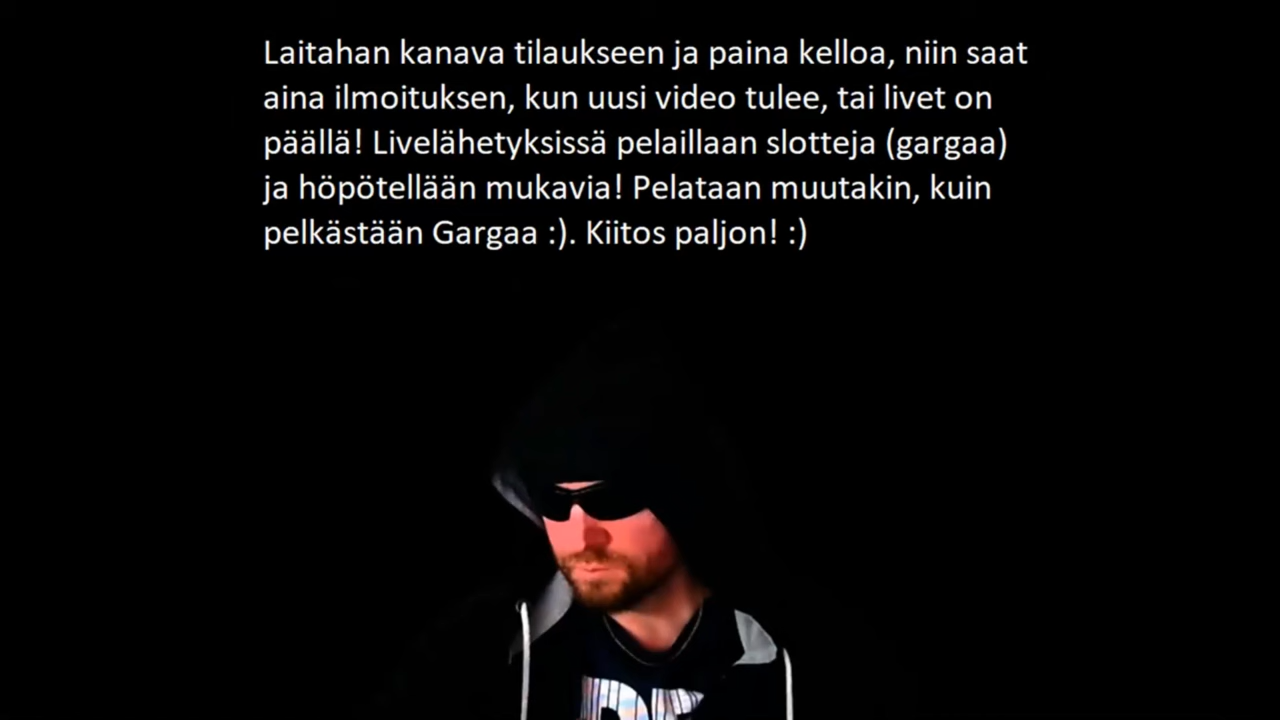 Laitahan kanava tilaukseen ja paina kelloa, niin saat
aina ilmoituksen, kun uusi video tulee, tai livet on
päällä! Livelähetyksissä pelaillaan slotteja (gargaa)
ja höpötellään mukavia! Pelataan muutakin, kuin
pelkästään Gargaa :). Kiitos paljon! :)